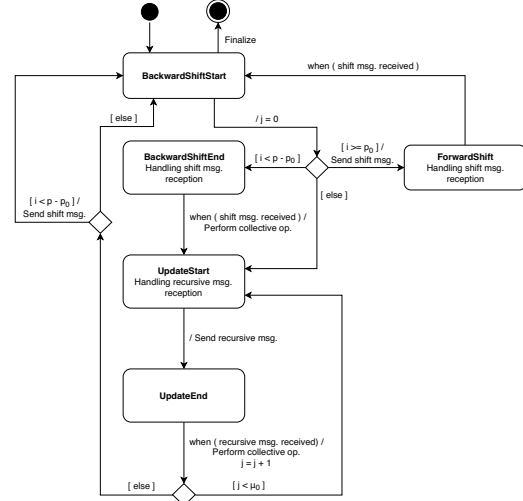 Finalize
BackwardShiftStart
when ( shift msg. received )
[ else ]
/ j = 0
[ i >= p₀ ] /
Send shift msg.
BackwardShiftEnd
Handling shift msg.
reception
[ i < p - p₀ ]
ForwardShift
Handling shift msg.
reception
[ i < p - p₀ ] /
Send shift msg.
[ else ]
when ( shift msg. received ) /
Perform collective op.
UpdateStart
Handling recursive msg.
reception
/ Send recursive msg.
UpdateEnd
when ( recursive msg. received) /
Perform collective op.
j = j + 1
[ else ]
[ j < μ₀ ]